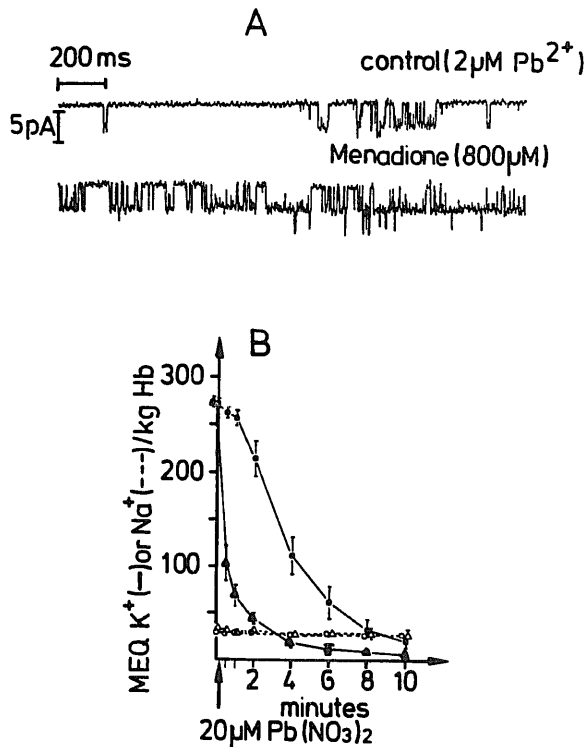 A
200 ms
control (2µM Pb2+)
5pA
Menadione (800µM)
B
MEQ K+(—) or Na+(---)/kg Hb
300
200
100
2 4 6 8 10
minutes
20µM Pb(NO3)2